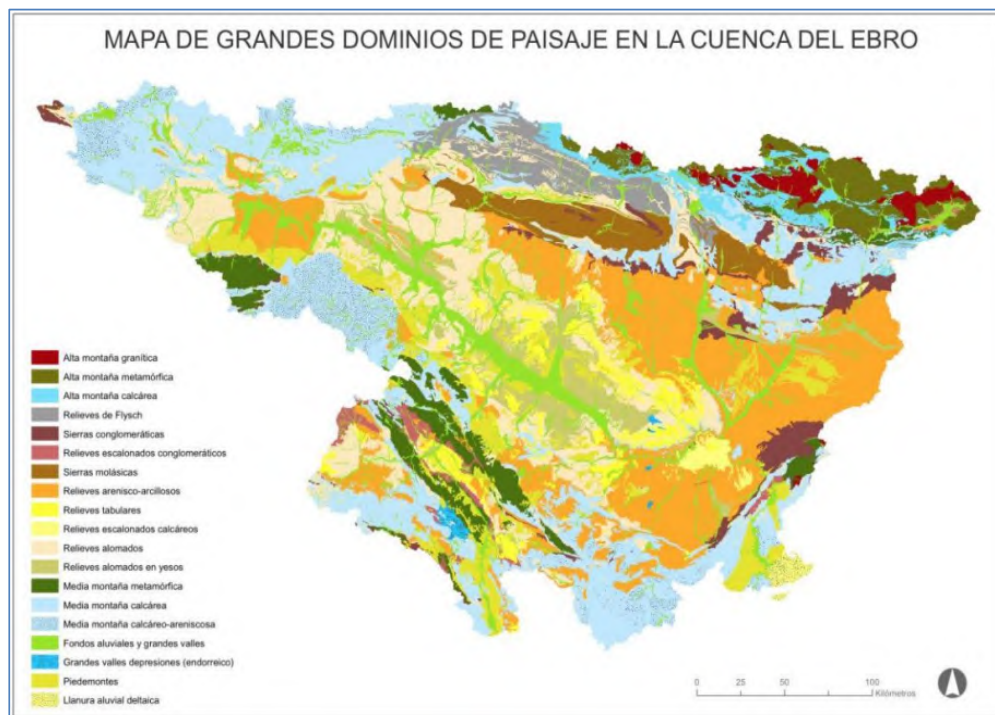 MAPA DE GRANDES DOMINIOS DE PAISAJE EN LA CUENCA DEL EBRO
Alta montaña granítica
Alta montaña metamórfica
Alta montaña calcárea
Relieves de Flysch
Sierras conglomeráticas
Relieves escalonados conglomeráticos
Sierras molásicas
Relieves arenisco-arcillosos
Relieves tabulares
Relieves escalonados calcáreos
Relieves alomados
Relieves alomados en yesos
Media montaña metamórfica
Media montaña calcárea
Media montaña calcáreo-areniscosa
Fondos aluviales y grandes valles
Grandes valles depresiones (endorreico)
Piedemontes
Llanura aluvial deltaica
0 25 50 100
Kilómetros